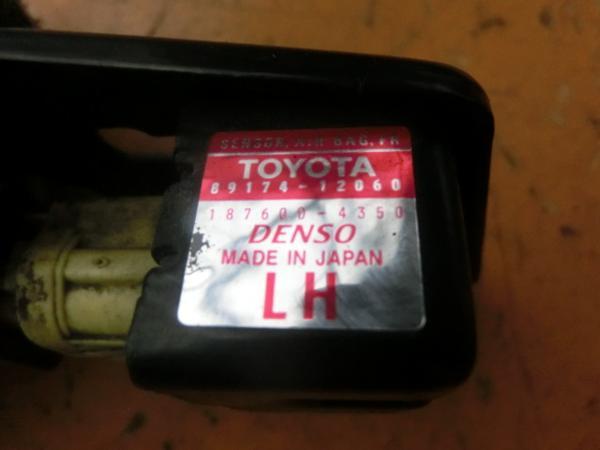 SENSOR, AIR BAG, FR
TOYOTA
89174-12060
187600-4350
DENSO
MADE IN JAPAN
LH